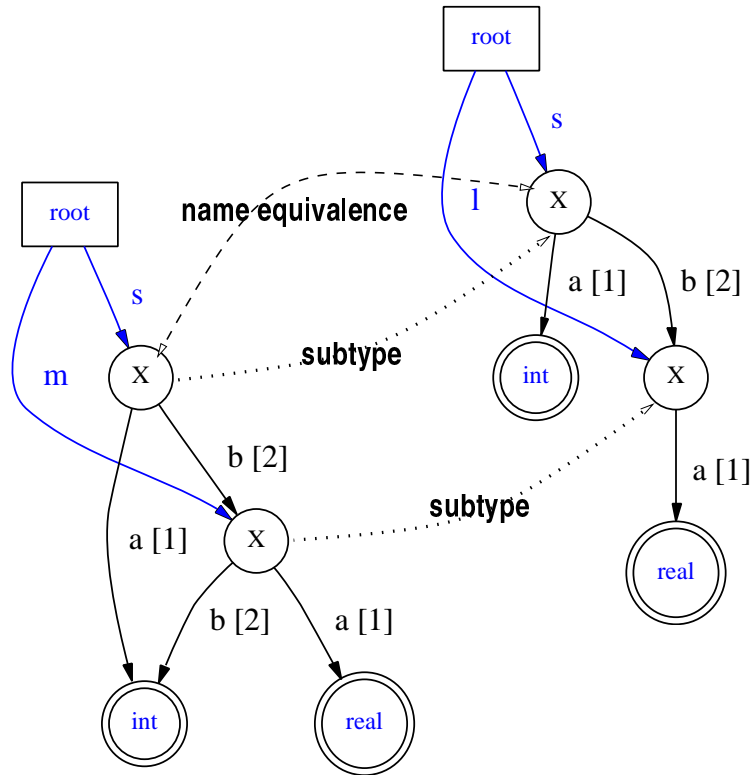 root
s
name equivalence
l
X
root
a [1]
b [2]
s
subtype
m
X
int
X
b [2]
a [1]
subtype
a [1]
X
real
b [2]
a [1]
int
real